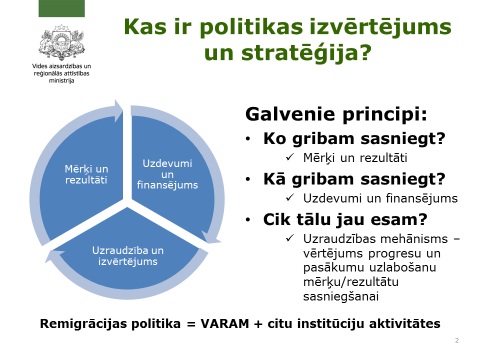 Kas ir politikas izvērtējums
un stratēģija?
Vides aizsardzības un
reģionālās attīstības
ministrija
Mērķi un
rezultāti
Uzdevumi
un
finansējums
Uzraudzība un
izvērtējums
Galvenie principi:
• Ko gribam sasniegt?
✓ Mērķi un rezultāti
• Kā gribam sasniegt?
✓ Uzdevumi un finansējums
• Cik tālu jau esam?
✓ Uzraudzības mehānisms –
vērtējums progresu un
pasākumu uzlabošanu
mērķu/rezultātu
sasniegšanai
Remigrācijas politika = VARAM + citu institūciju aktivitātes
2